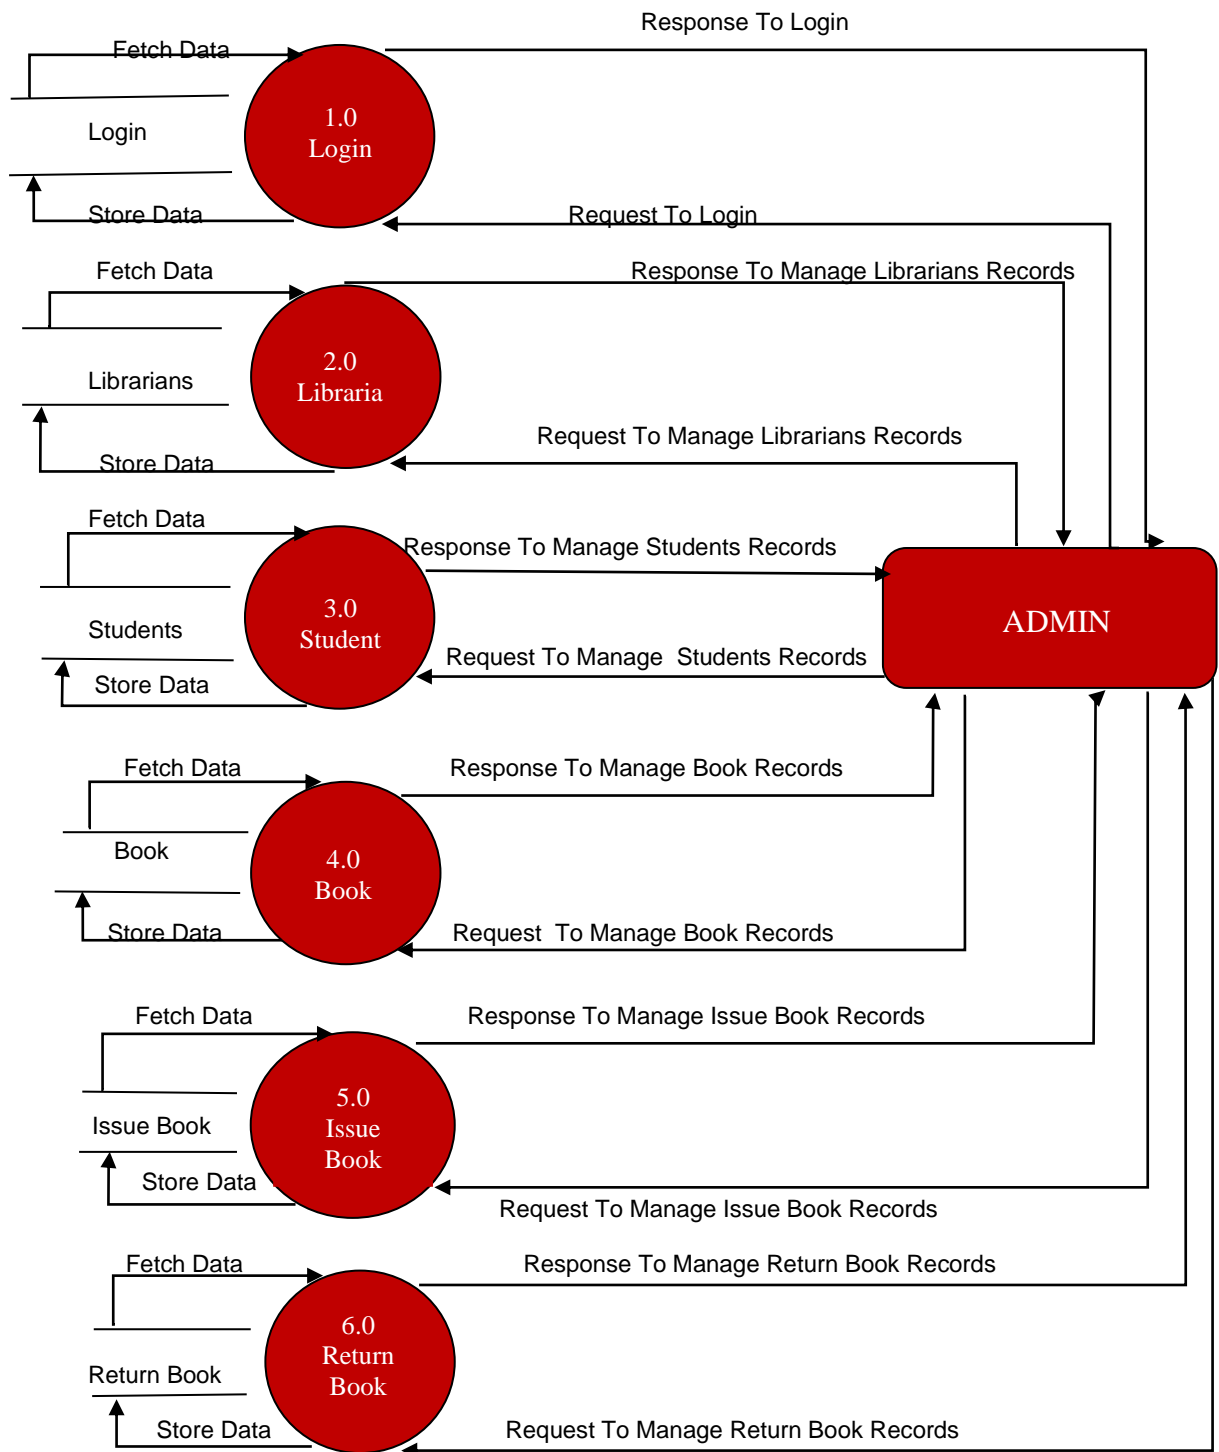 Response To Login
Fetch Data
1.0
Login
Login
Store Data
Request To Login
Fetch Data
Response To Manage Librarians Records
2.0
Libraria
Librarians
Request To Manage Librarians Records
Store Data
Fetch Data
Response To Manage Students Records
3.0
Student
ADMIN
Students
Request To Manage  Students Records
Store Data
Fetch Data
Response To Manage Book Records
Book
4.0
Book
Store Data
Request  To Manage Book Records
Fetch Data
Response To Manage Issue Book Records
5.0
Issue
Book
Issue Book
Store Data
Request To Manage Issue Book Records
Fetch Data
Response To Manage Return Book Records
6.0
Return
Book
Return Book
Store Data
Request To Manage Return Book Records